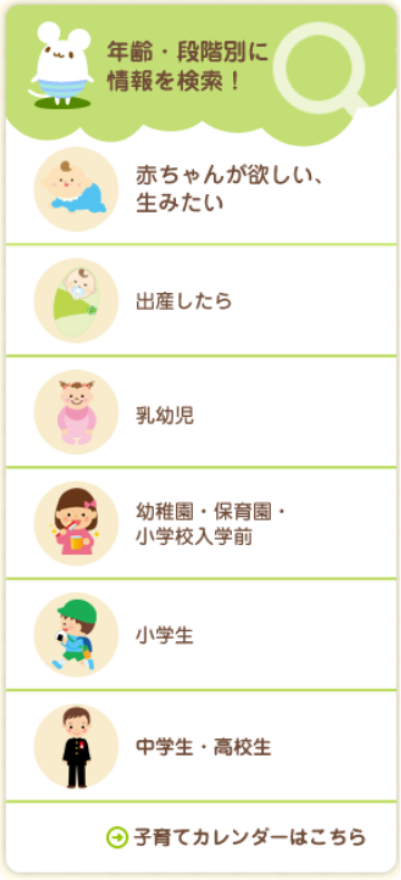 年齢・段階別に
情報を検索！
赤ちゃんが欲しい、
生みたい
出産したら
乳幼児
幼稚園・保育園・
小学校入学前
小学生
中学生・高校生
子育てカレンダーはこちら